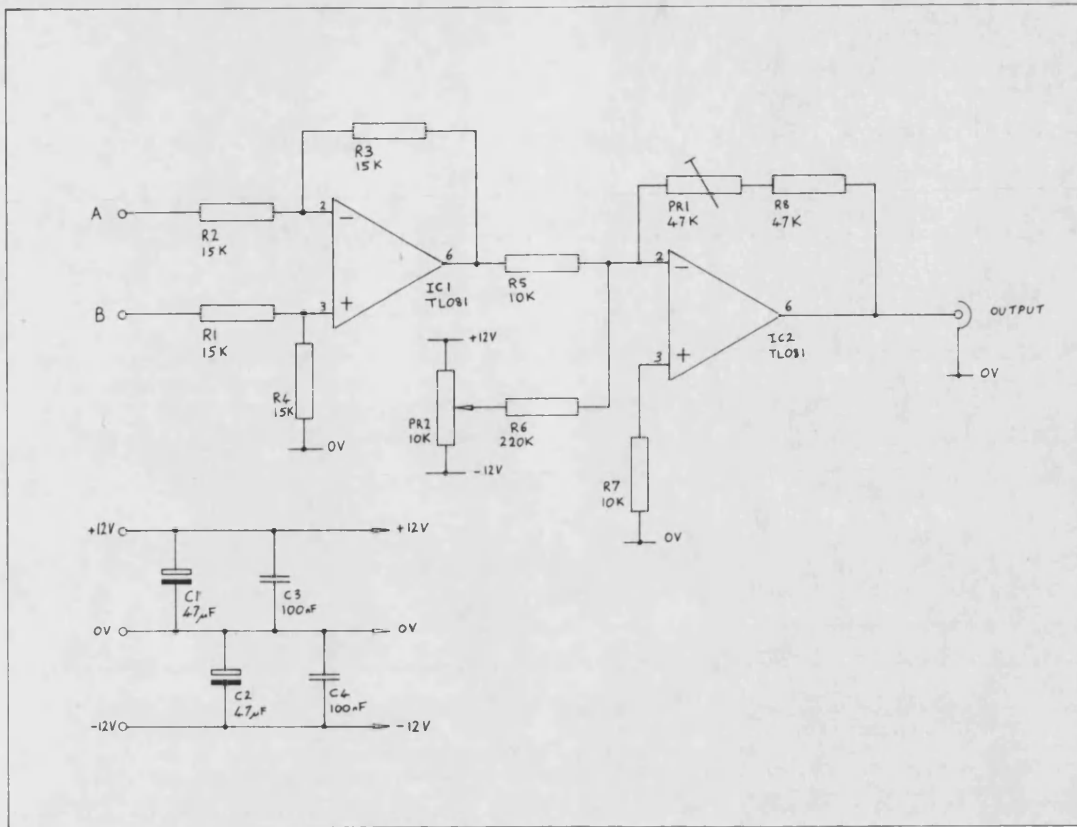 R3
15K
PR1
47K
R8
47K
A
R2
15K
2
−
6
IC1
TL081
3
+
B
R1
15K
R4
15K
0V
R5
10K
2
−
6
IC2
TL081
3
+
OUTPUT
0V
+12V
PR2
10K
-12V
R6
220K
R7
10K
0V
+12V
+12V
C1
47µF
C3
100nF
0V
0V
C2
47µF
C4
100nF
-12V
-12V